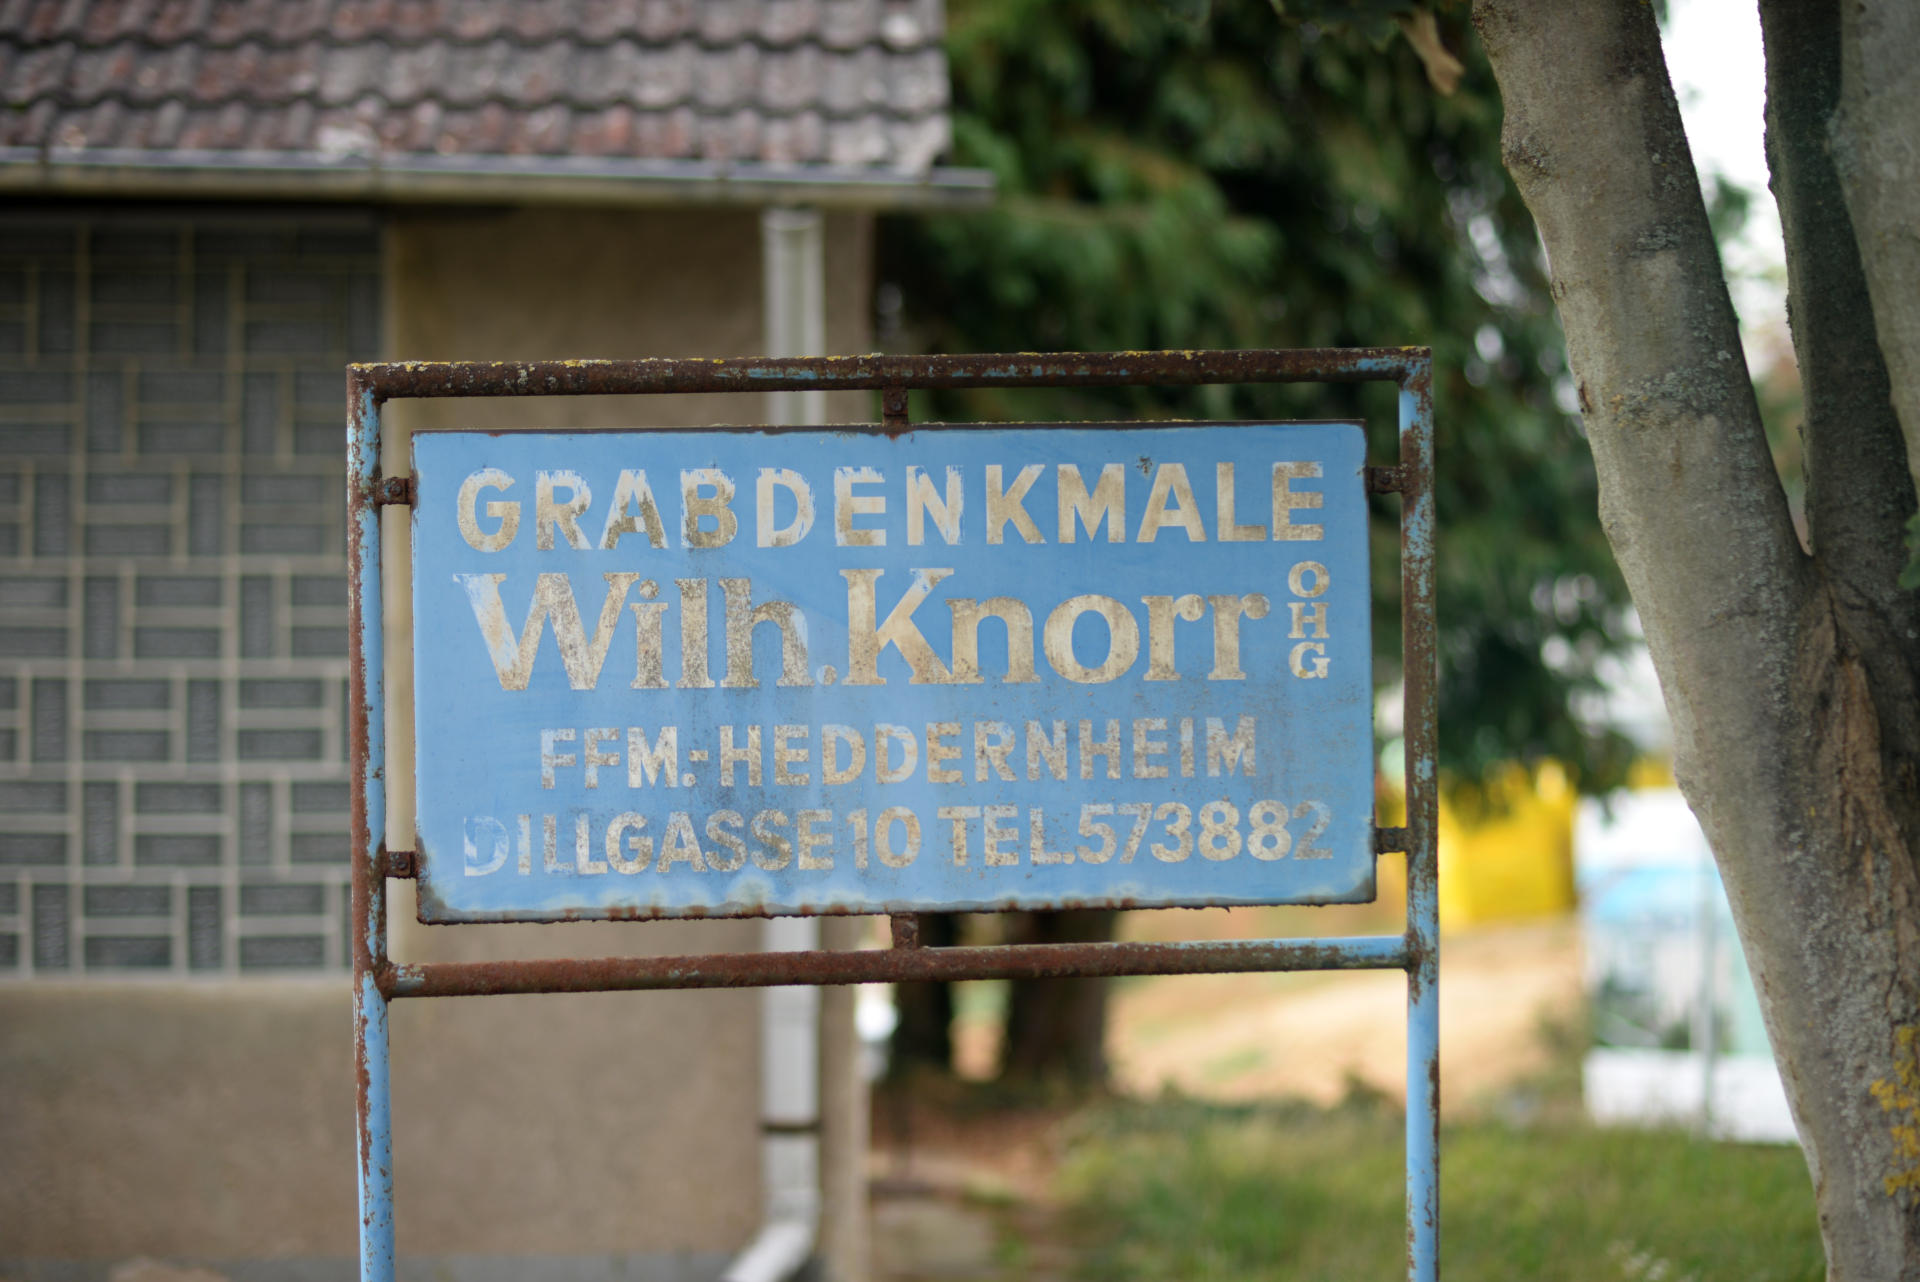 GRABDENKMALE
Wilh. Knorr OHG
FFM.-HEDDERNHEIM
DILLGASSE 10 TEL.573882